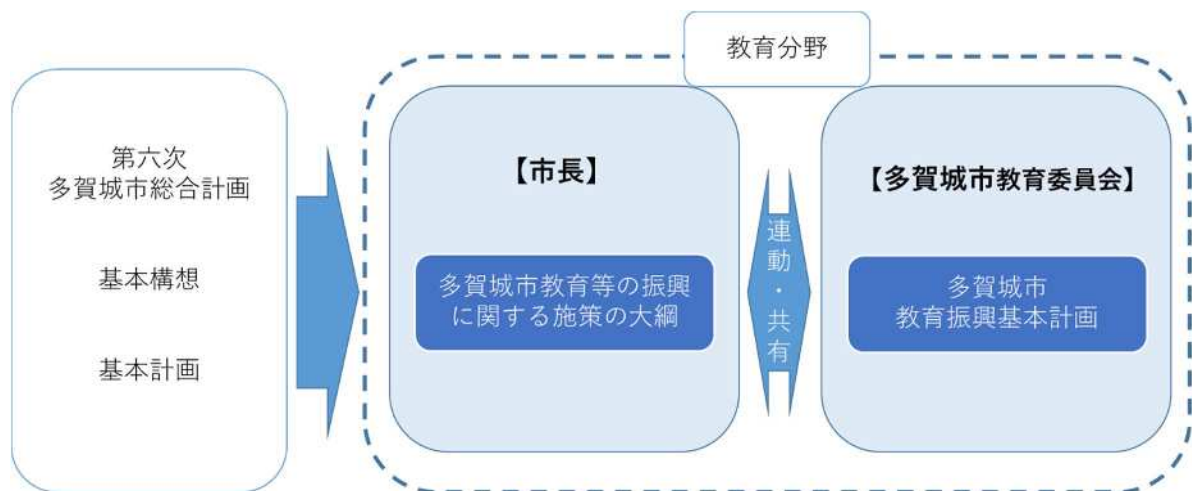 教育分野
第六次
多賀城市総合計画
基本構想
基本計画
【市長】
多賀城市教育等の振興
に関する施策の大綱
連動・共有
【多賀城市教育委員会】
多賀城市
教育振興基本計画